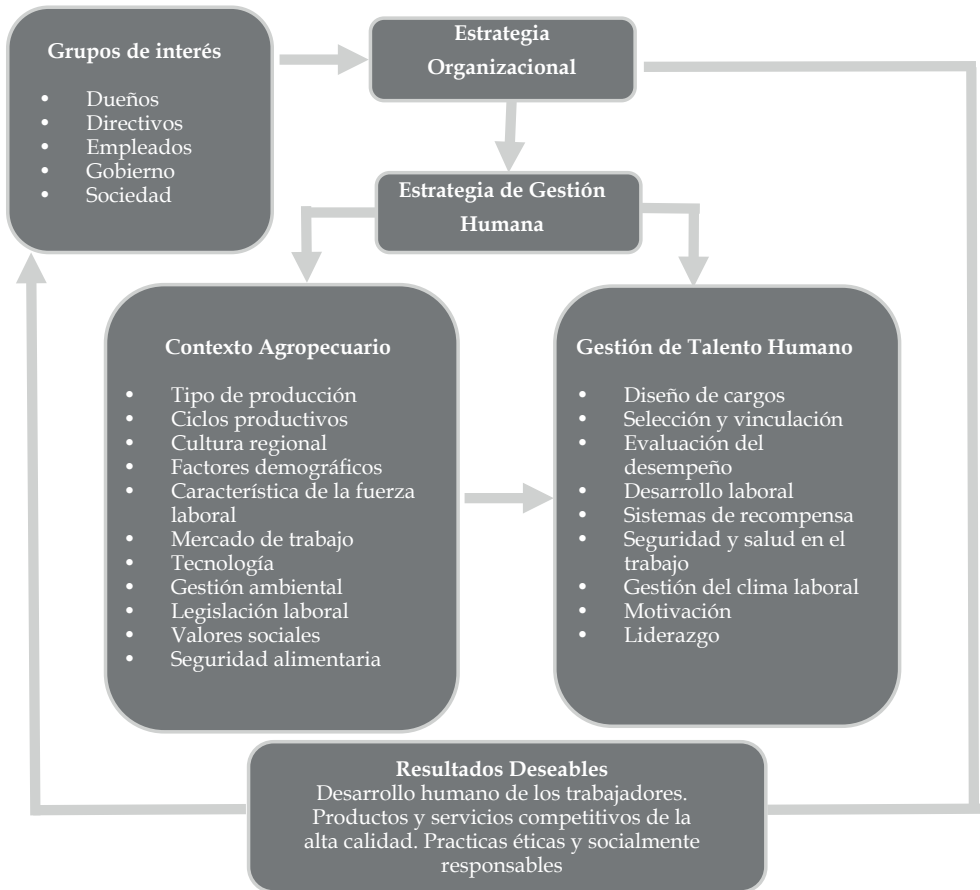 Grupos de interés
• Dueños
• Directivos
• Empleados
• Gobierno
• Sociedad
Estrategia
Organizacional
Estrategia de Gestión
Humana
Contexto Agropecuario
• Tipo de producción
• Ciclos productivos
• Cultura regional
• Factores demográficos
• Característica de la fuerza
laboral
• Mercado de trabajo
• Tecnología
• Gestión ambiental
• Legislación laboral
• Valores sociales
• Seguridad alimentaria
Gestión de Talento Humano
• Diseño de cargos
• Selección y vinculación
• Evaluación del
desempeño
• Desarrollo laboral
• Sistemas de recompensa
• Seguridad y salud en el
trabajo
• Gestión del clima laboral
• Motivación
• Liderazgo
Resultados Deseables
Desarrollo humano de los trabajadores.
Productos y servicios competitivos de la
alta calidad. Practicas éticas y socialmente
responsables